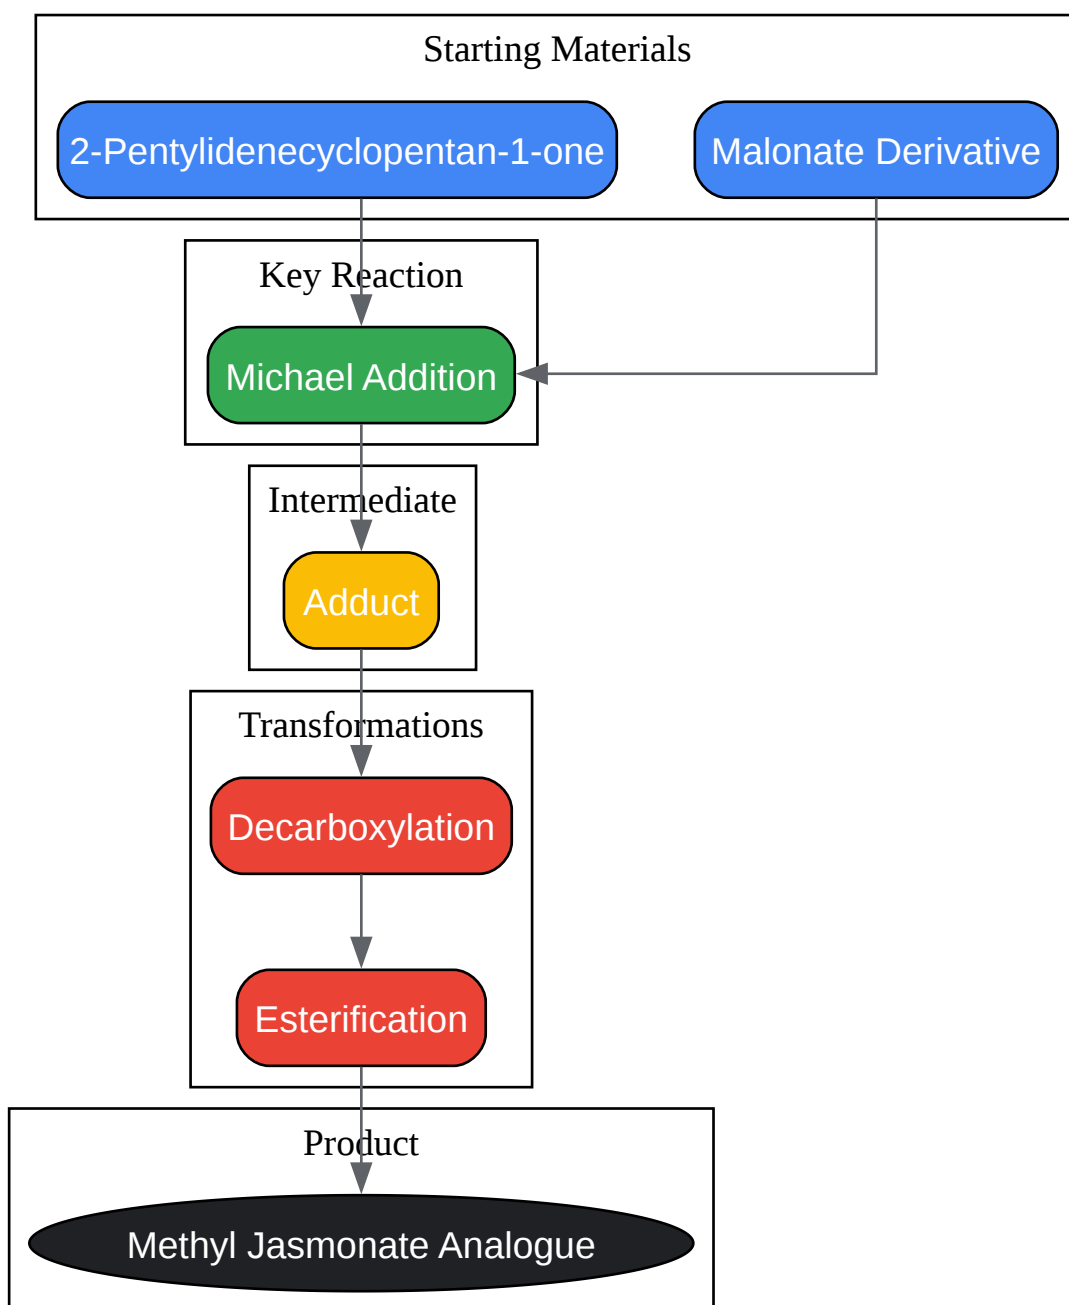 Starting Materials
2-Pentylidenecyclopentan-1-one
Malonate Derivative
Key Reaction
Michael Addition
Intermediate
Adduct
Transformations
Decarboxylation
Esterification
Product
Methyl Jasmonate Analogue